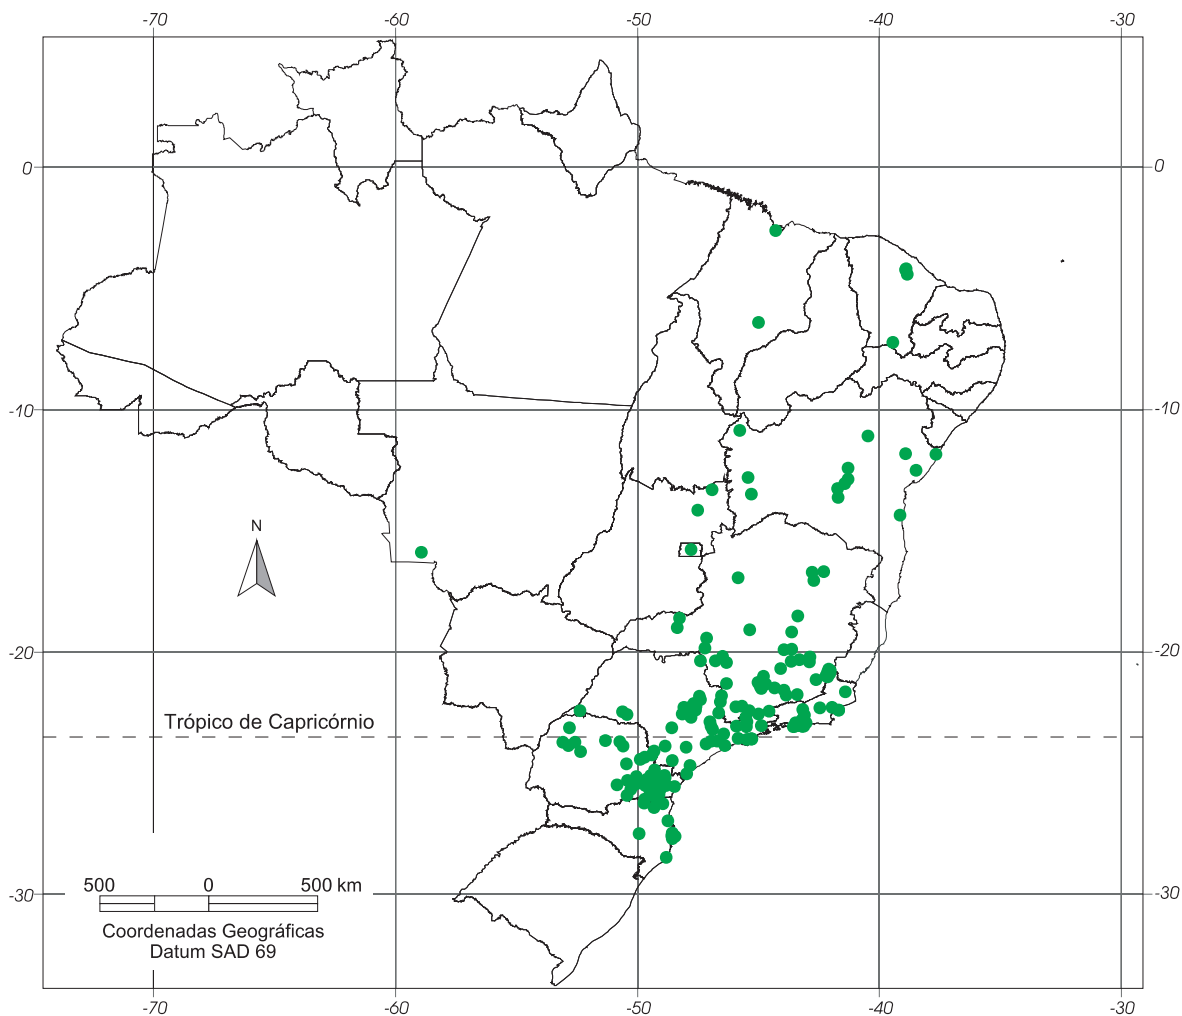 -70 -60 -50 -40 -30
0 0
-10 -10
N
-20 -20
Trópico de Capricórnio
500 0 500 km
-30 -30
Coordenadas Geográficas
Datum SAD 69
-70 -60 -50 -40 -30